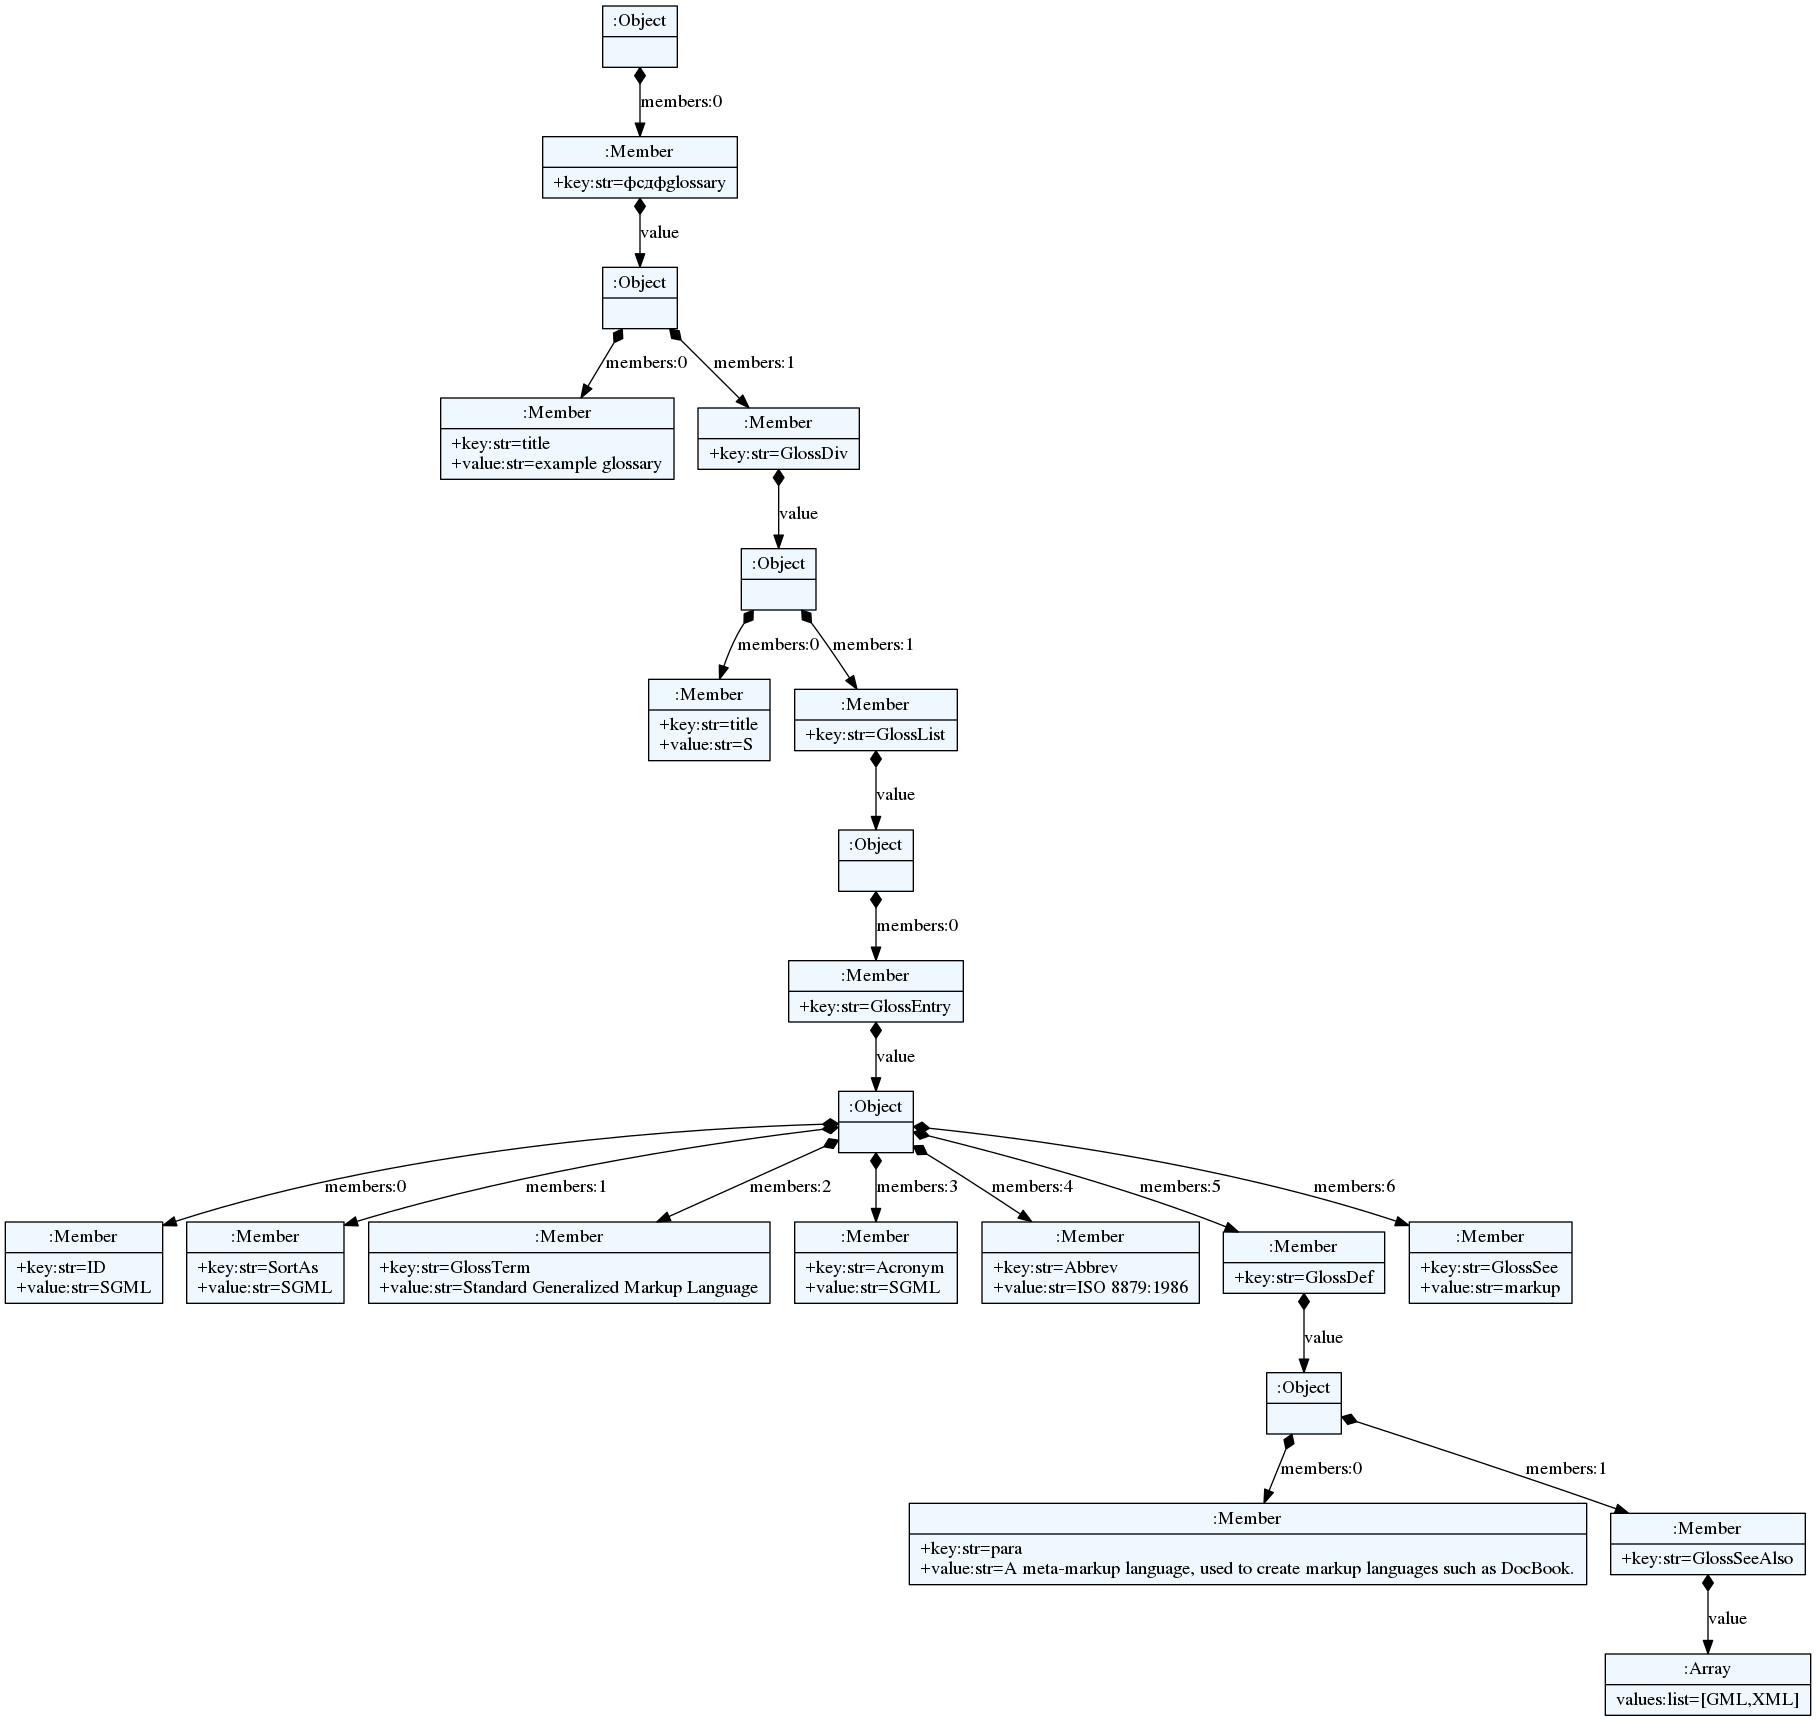 :Object
members:0
:Member
+key:str=фсдфglossary
value
:Object
members:0
members:1
:Member
+key:str=title
+value:str=example glossary
:Member
+key:str=GlossDiv
value
:Object
members:0
members:1
:Member
+key:str=title
+value:str=S
:Member
+key:str=GlossList
value
:Object
members:0
:Member
+key:str=GlossEntry
value
:Object
members:0
members:1
members:2
members:3
members:4
members:5
members:6
:Member
+key:str=ID
+value:str=SGML
:Member
+key:str=SortAs
+value:str=SGML
:Member
+key:str=GlossTerm
+value:str=Standard Generalized Markup Language
:Member
+key:str=Acronym
+value:str=SGML
:Member
+key:str=Abbrev
+value:str=ISO 8879:1986
:Member
+key:str=GlossDef
:Member
+key:str=GlossSee
+value:str=markup
value
:Object
members:0
members:1
:Member
+key:str=para
+value:str=A meta-markup language, used to create markup languages such as DocBook.
:Member
+key:str=GlossSeeAlso
value
:Array
values:list=[GML,XML]